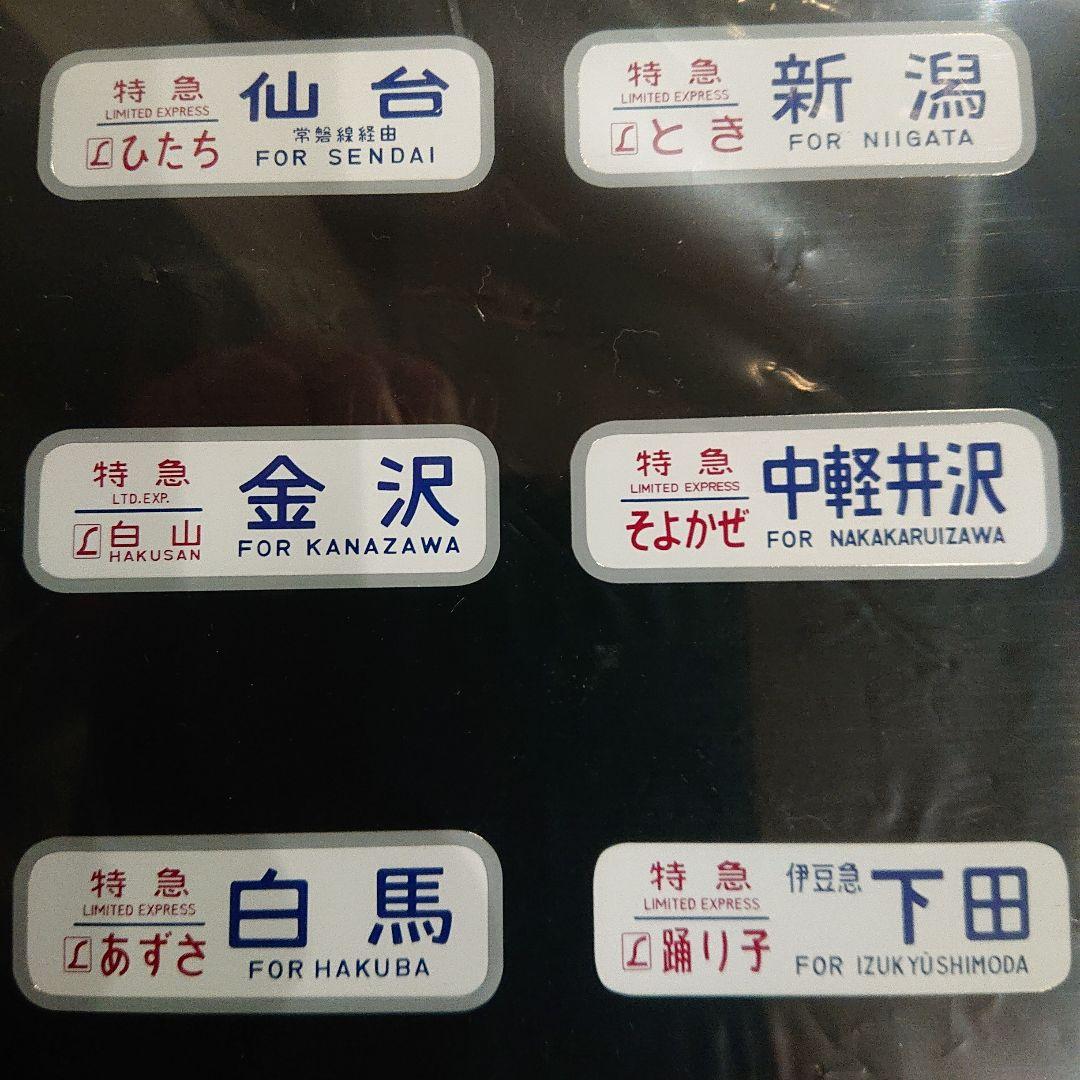 特急
LIMITED EXPRESS
L ひたち
仙台
常磐線経由
FOR SENDAI
特急
LIMITED EXPRESS
L とき
新潟
FOR NIIGATA
特急
LTD.EXP.
L 白山
HAKUSAN
金沢
FOR KANAZAWA
特急
LIMITED EXPRESS
そよかぜ
中軽井沢
FOR NAKAKARUIZAWA
特急
LIMITED EXPRESS
L あずさ
白馬
FOR HAKUBA
特急
LIMITED EXPRESS
L 踊り子
伊豆急下田
FOR IZUKYŪSHIMODA